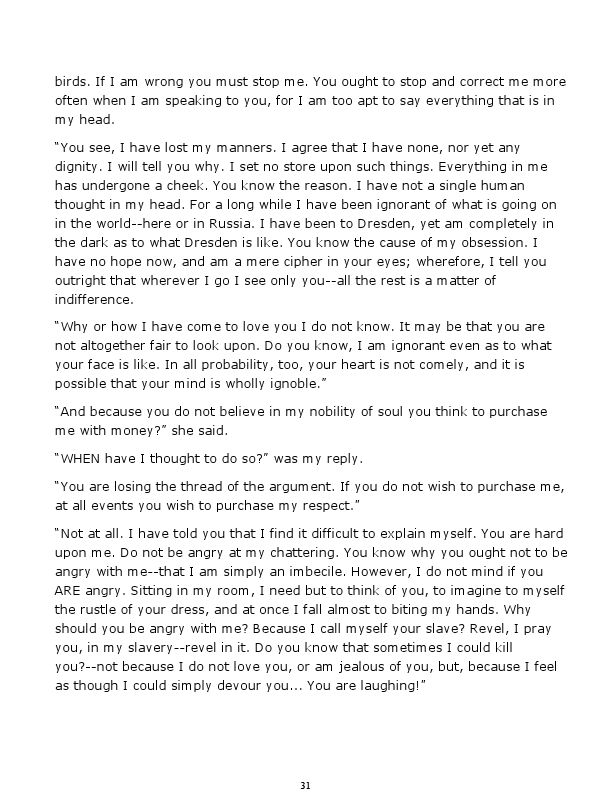 birds. If I am wrong you must stop me. You ought to stop and correct me more
often when I am speaking to you, for I am too apt to say everything that is in
my head.
“You see, I have lost my manners. I agree that I have none, nor yet any
dignity. I will tell you why. I set no store upon such things. Everything in me
has undergone a cheek. You know the reason. I have not a single human
thought in my head. For a long while I have been ignorant of what is going on
in the world--here or in Russia. I have been to Dresden, yet am completely in
the dark as to what Dresden is like. You know the cause of my obsession. I
have no hope now, and am a mere cipher in your eyes; wherefore, I tell you
outright that wherever I go I see only you--all the rest is a matter of
indifference.
“Why or how I have come to love you I do not know. It may be that you are
not altogether fair to look upon. Do you know, I am ignorant even as to what
your face is like. In all probability, too, your heart is not comely, and it is
possible that your mind is wholly ignoble.”
“And because you do not believe in my nobility of soul you think to purchase
me with money?” she said.
“WHEN have I thought to do so?” was my reply.
“You are losing the thread of the argument. If you do not wish to purchase me,
at all events you wish to purchase my respect.”
“Not at all. I have told you that I find it difficult to explain myself. You are hard
upon me. Do not be angry at my chattering. You know why you ought not to be
angry with me--that I am simply an imbecile. However, I do not mind if you
ARE angry. Sitting in my room, I need but to think of you, to imagine to myself
the rustle of your dress, and at once I fall almost to biting my hands. Why
should you be angry with me? Because I call myself your slave? Revel, I pray
you, in my slavery--revel in it. Do you know that sometimes I could kill
you?--not because I do not love you, or am jealous of you, but, because I feel
as though I could simply devour you... You are laughing!”
31